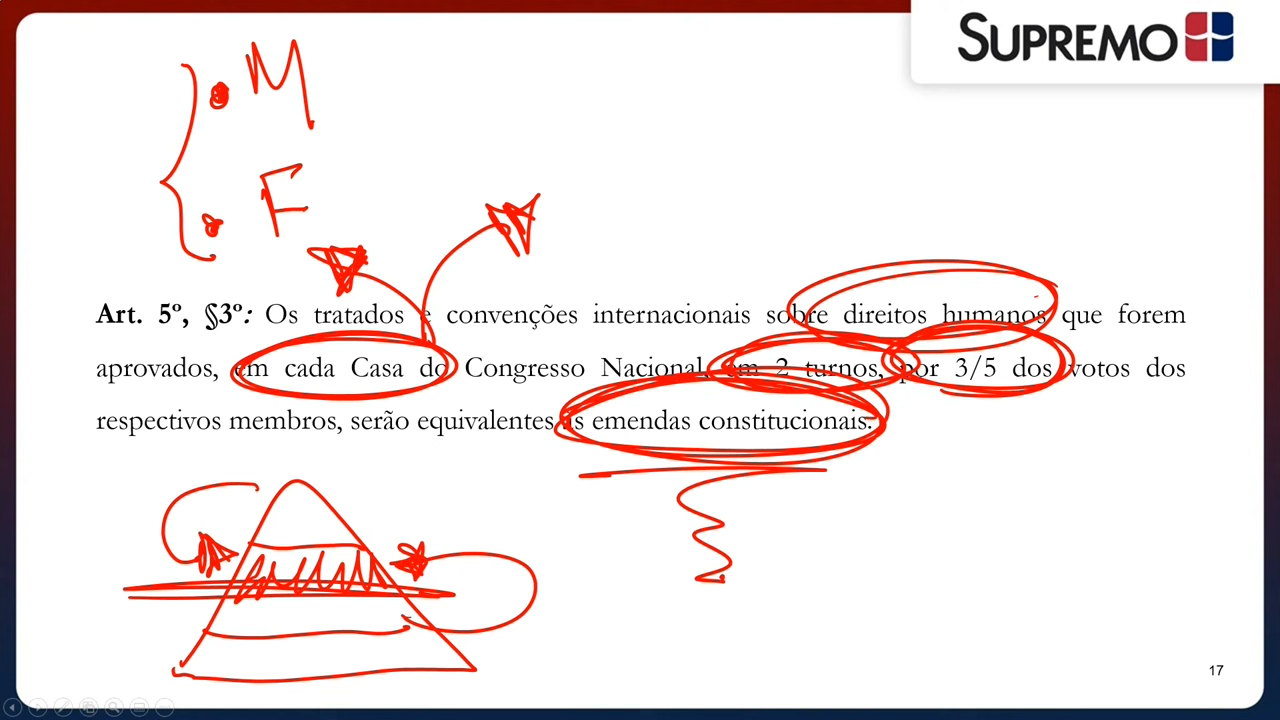 SUPREMO
M
F
Art. 5º, §3º: Os tratados e convenções internacionais sobre direitos humanos que forem
aprovados, em cada Casa do Congresso Nacional, em 2 turnos, por 3/5 dos votos dos
respectivos membros, serão equivalentes às emendas constitucionais.
17